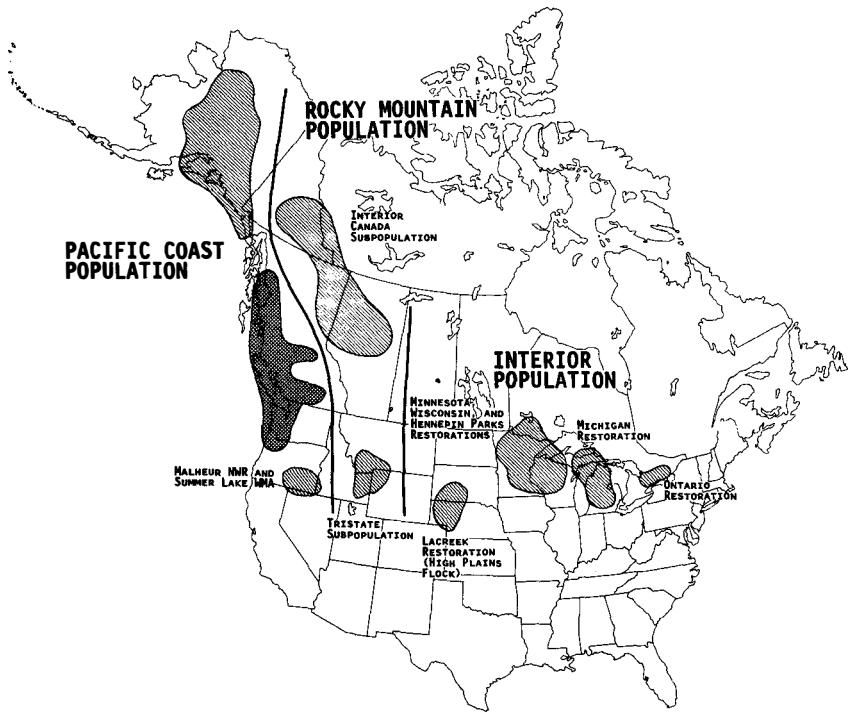 ROCKY MOUNTAIN
POPULATION
INTERIOR
CANADA
SUBPOPULATION
PACIFIC COAST
POPULATION
INTERIOR
POPULATION
MINNESOTA,
WISCONSIN, AND
HENNEPIN PARKS
RESTORATIONS
MICHIGAN
RESTORATION
MALHEUR NWR AND
SUMMER LAKE WMA
ONTARIO
RESTORATION
TRISTATE
SUBPOPULATION
LACREEK
RESTORATION
(HIGH PLAINS
FLOCK)